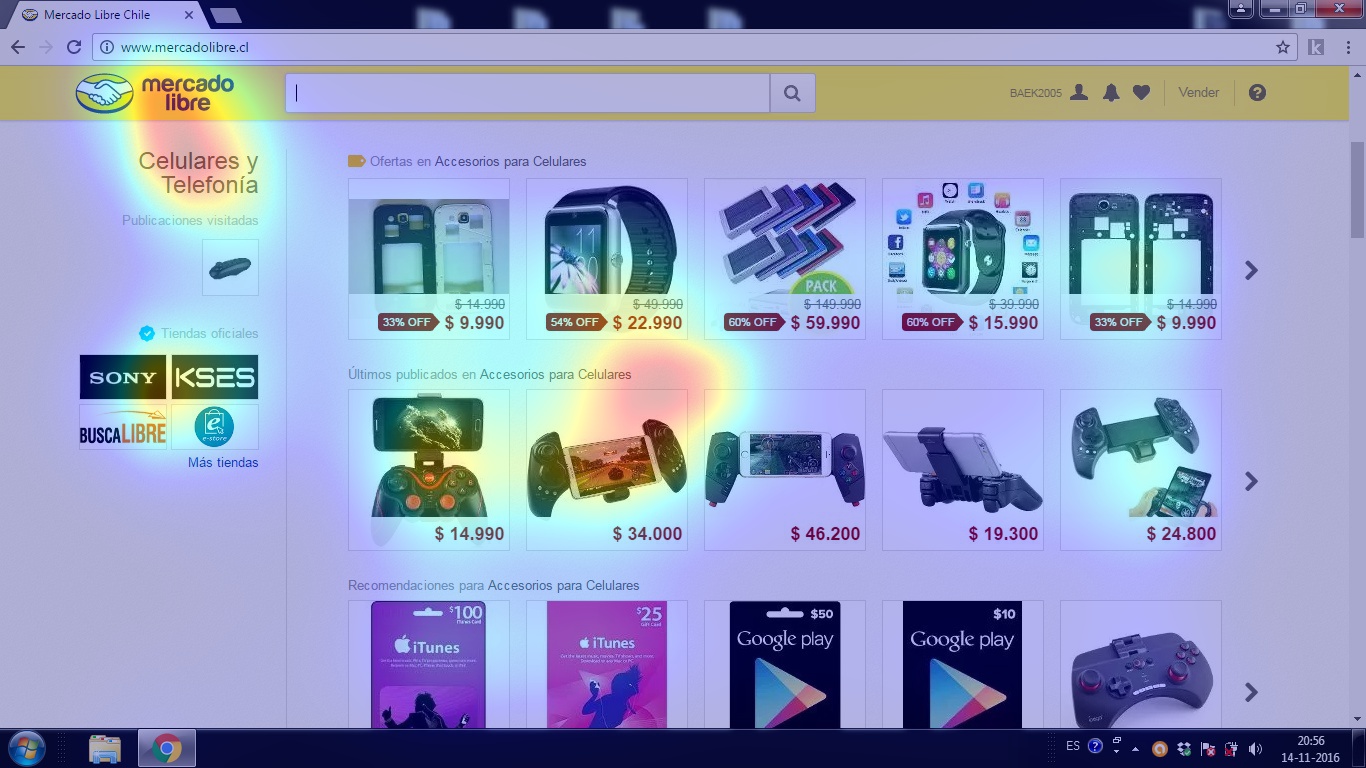 Mercado Libre Chile
www.mercadolibre.cl
mercado
libre
BAEK2005
Vender
Celulares y
Telefonía
Publicaciones visitadas
Tiendas oficiales
SONY
KSES
BUSCALIBRE
e-store
Más tiendas
Ofertas en Accesorios para Celulares
$ 14.990
33% OFF $ 9.990
$ 49.990
54% OFF $ 22.990
PACK
$ 149.990
60% OFF $ 59.990
$ 39.990
60% OFF $ 15.990
$ 14.990
33% OFF $ 9.990
Últimos publicados en Accesorios para Celulares
$ 14.990
$ 34.000
$ 46.200
$ 19.300
$ 24.800
Recomendaciones para Accesorios para Celulares
$100
iTunes
$25
iTunes
$50
Google play
$10
Google play
ES
20:56
14-11-2016